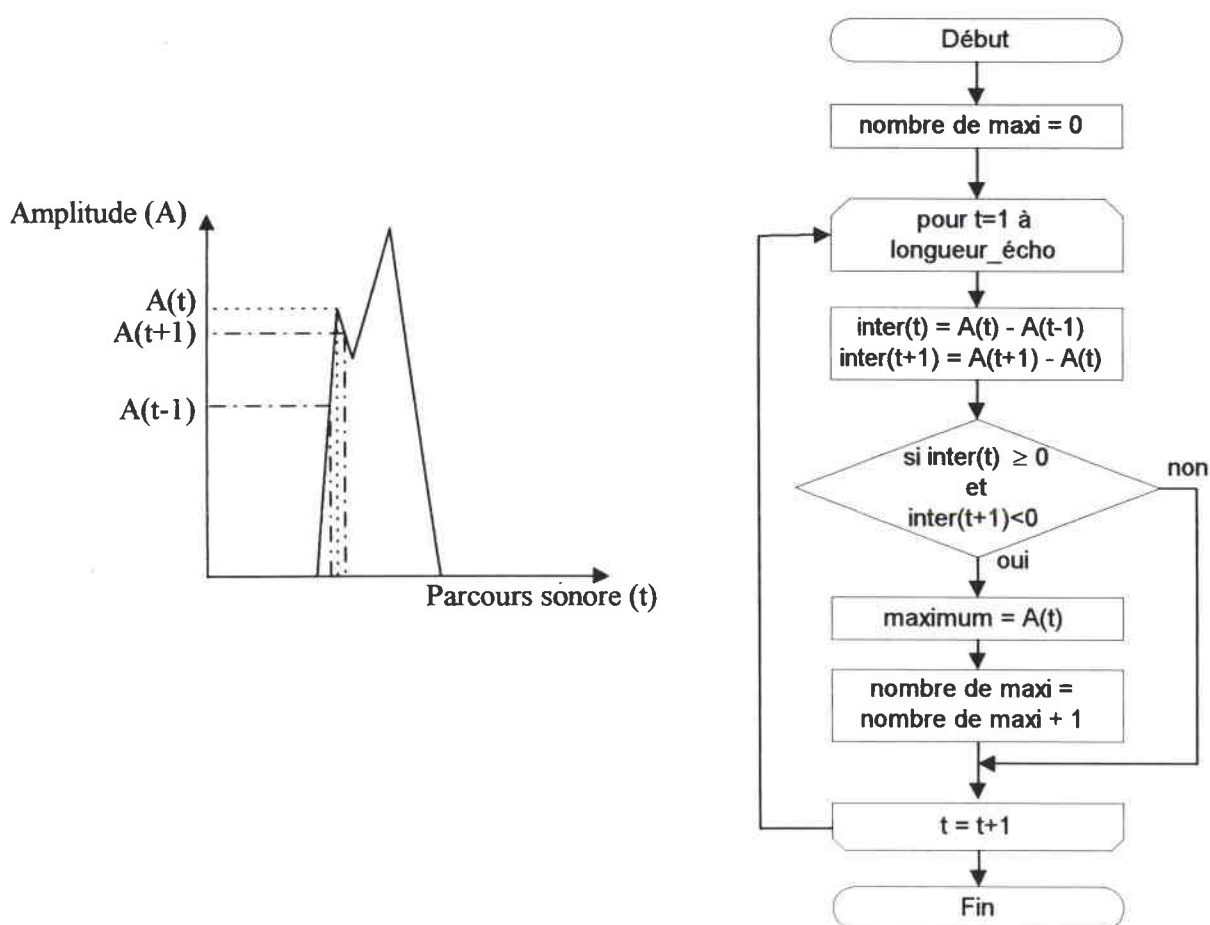 Amplitude (A)
A(t)
A(t+1)
A(t-1)
Parcours sonore (t)
Début
nombre de maxi = 0
pour t=1 à
longueur_écho
inter(t) = A(t) - A(t-1)
inter(t+1) = A(t+1) - A(t)
si inter(t) ≥ 0
et
inter(t+1)<0
non
oui
maximum = A(t)
nombre de maxi =
nombre de maxi + 1
t = t+1
Fin